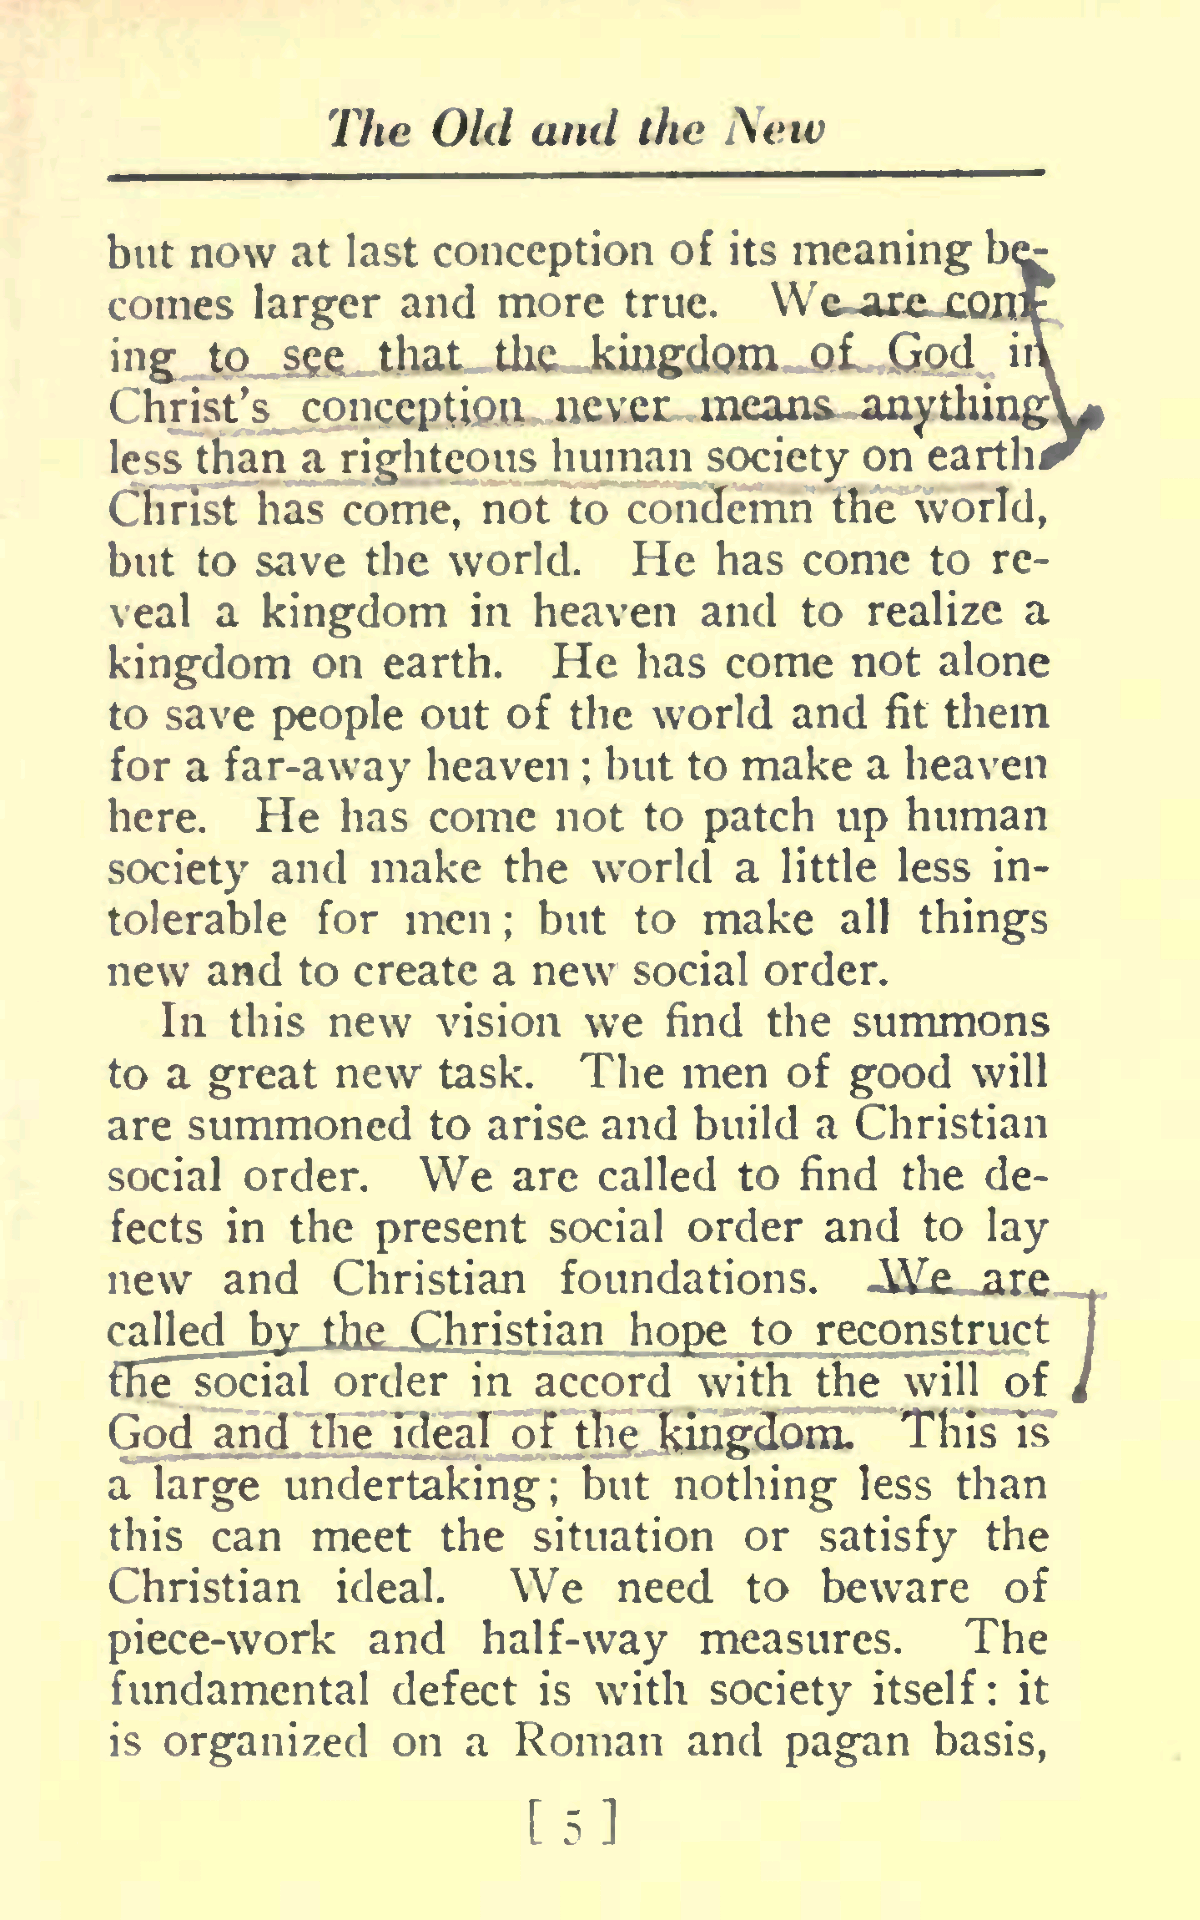 The Old and the New
but now at last conception of its meaning be-
comes larger and more true. We are com-
ing to see that the kingdom of God in
Christ's conception never means anything
less than a righteous human society on earth.
Christ has come, not to condemn the world,
but to save the world. He has come to re-
veal a kingdom in heaven and to realize a
kingdom on earth. He has come not alone
to save people out of the world and fit them
for a far-away heaven; but to make a heaven
here. He has come not to patch up human
society and make the world a little less in-
tolerable for men; but to make all things
new and to create a new social order.
In this new vision we find the summons
to a great new task. The men of good will
are summoned to arise and build a Christian
social order. We are called to find the de-
fects in the present social order and to lay
new and Christian foundations. We are
called by the Christian hope to reconstruct
the social order in accord with the will of
God and the ideal of the kingdom. This is
a large undertaking; but nothing less than
this can meet the situation or satisfy the
Christian ideal. We need to beware of
piece-work and half-way measures. The
fundamental defect is with society itself: it
is organized on a Roman and pagan basis,
[ 5 ]